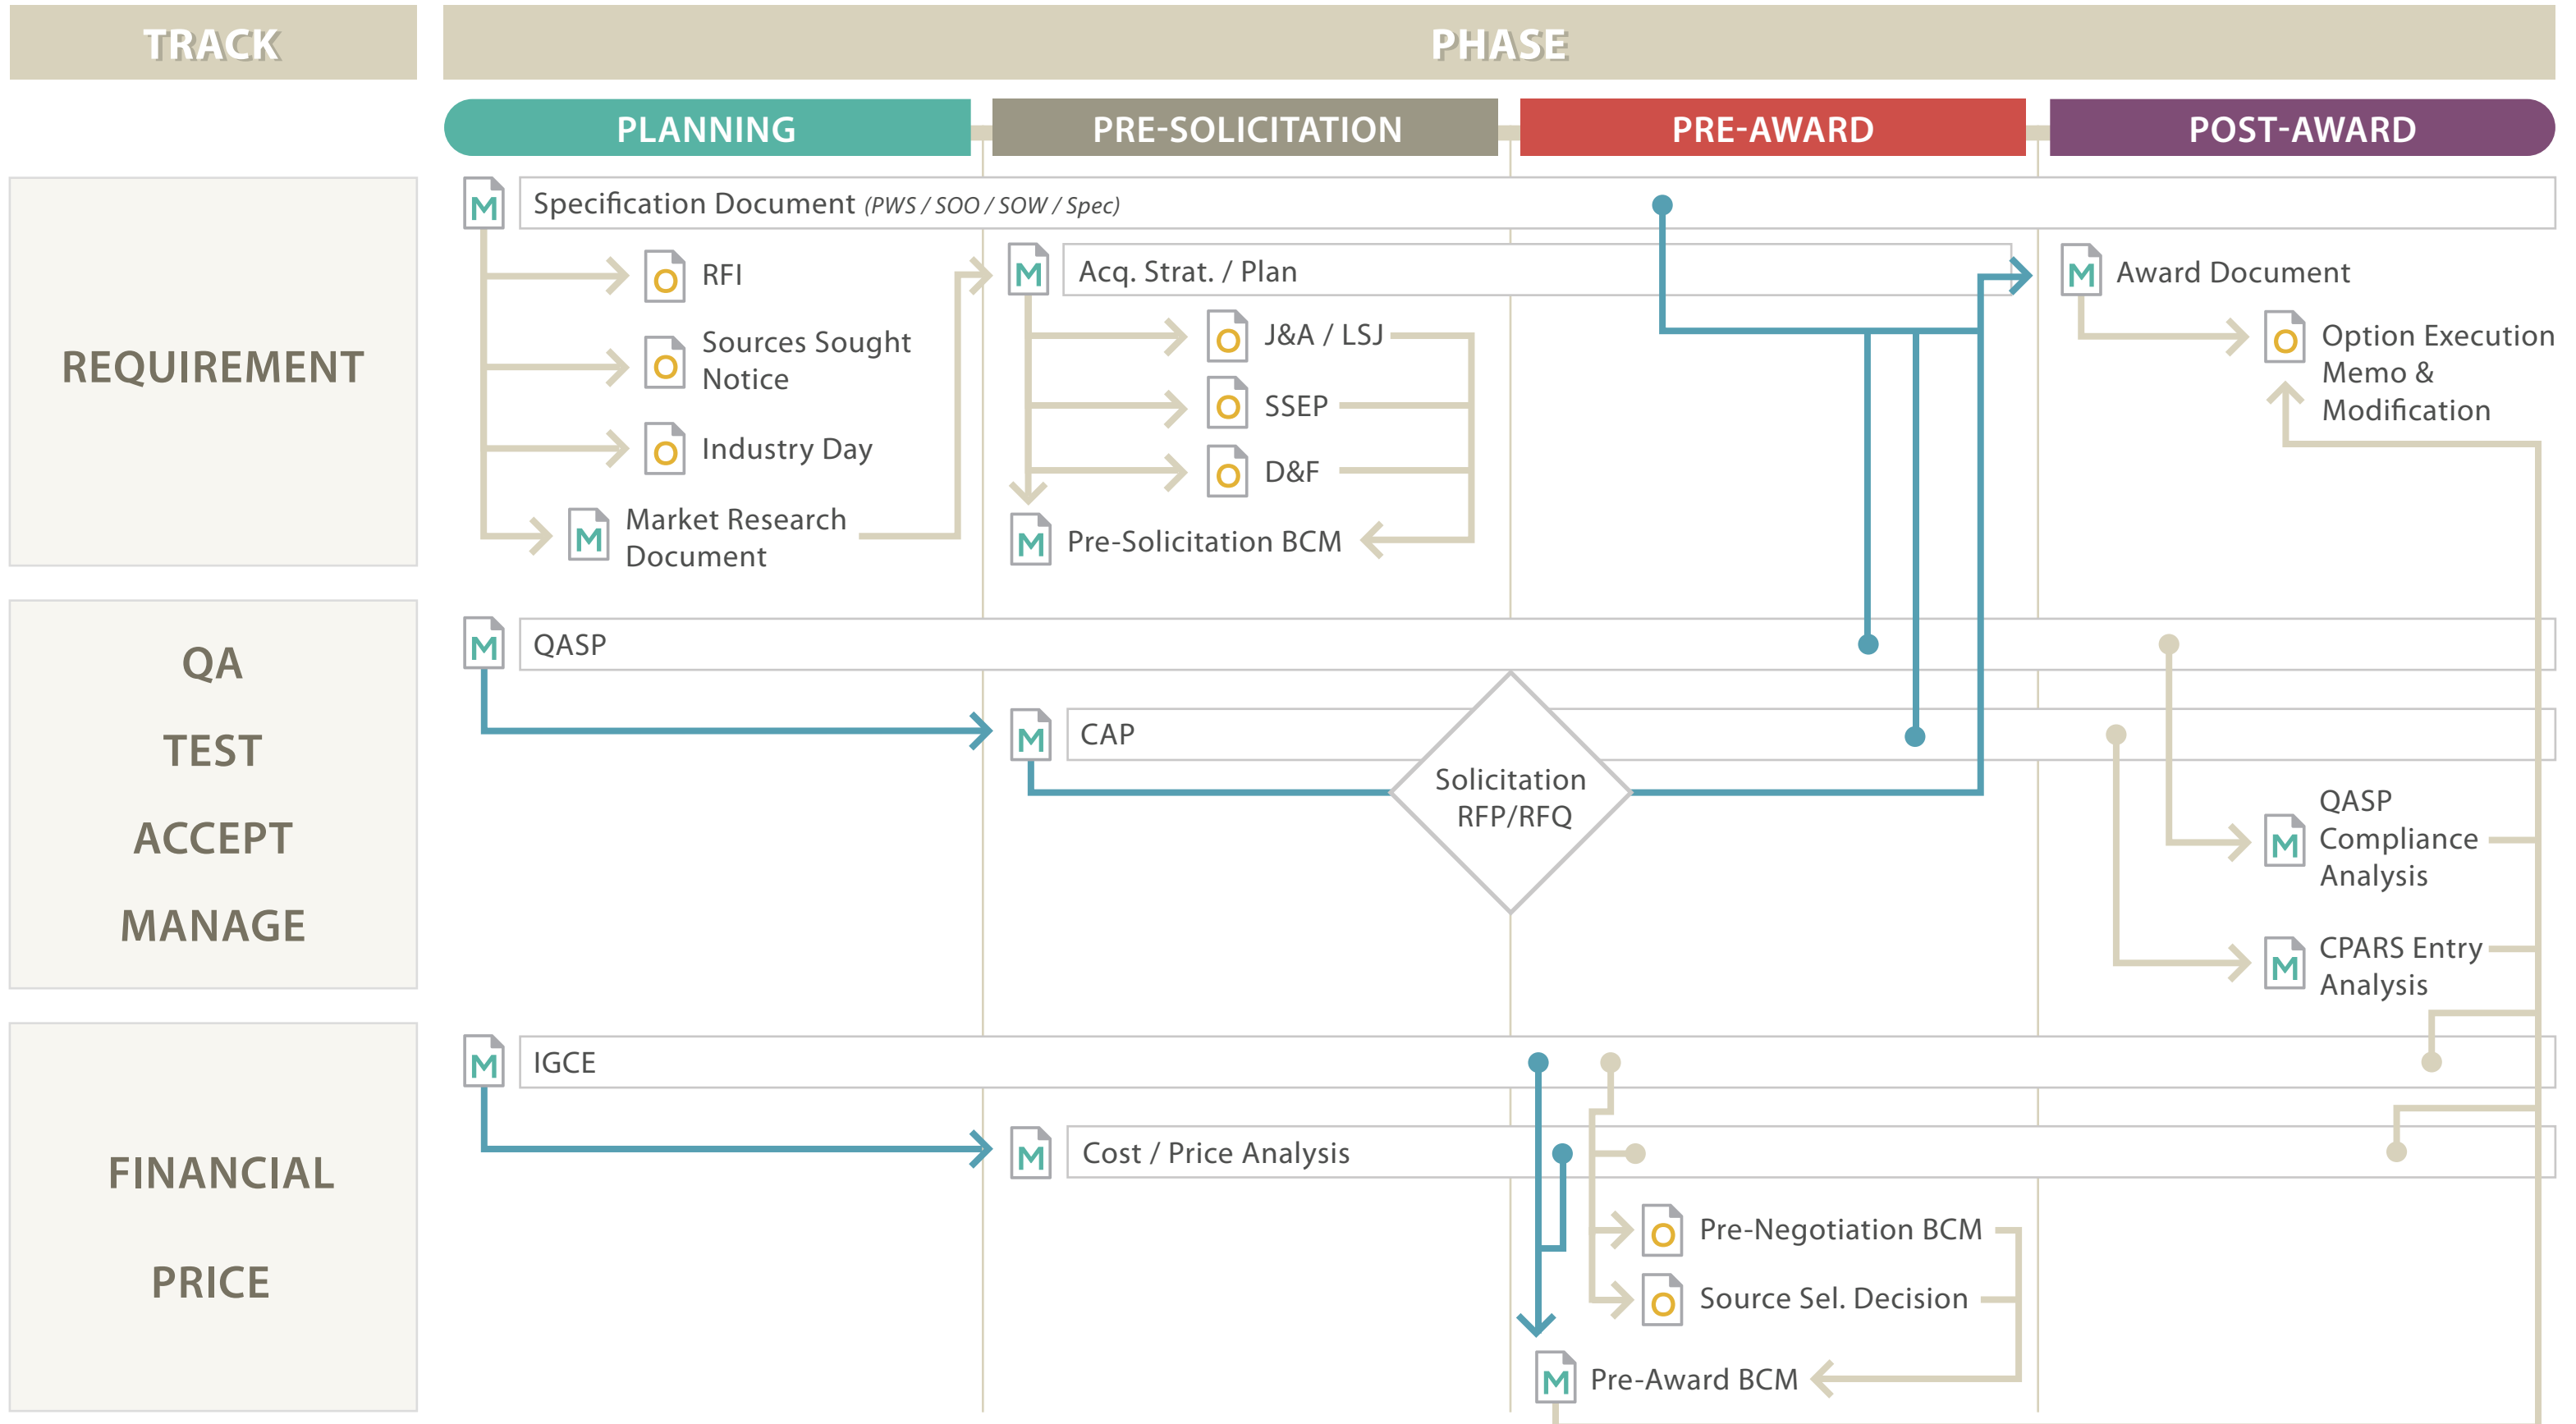 TRACK
PHASE
PLANNING
PRE-SOLICITATION
PRE-AWARD
POST-AWARD
REQUIREMENT
M
Specification Document (PWS / SOO / SOW / Spec)
O
RFI
O
Sources Sought
Notice
O
Industry Day
M
Market Research
Document
M
Acq. Strat. / Plan
O
J&A / LSJ
O
SSEP
O
D&F
M
Pre-Solicitation BCM
M
Award Document
O
Option Execution
Memo &
Modification
QA
TEST
ACCEPT
MANAGE
M
QASP
M
CAP
Solicitation
RFP/RFQ
M
QASP
Compliance
Analysis
M
CPARS Entry
Analysis
FINANCIAL
PRICE
M
IGCE
M
Cost / Price Analysis
O
Pre-Negotiation BCM
O
Source Sel. Decision
M
Pre-Award BCM